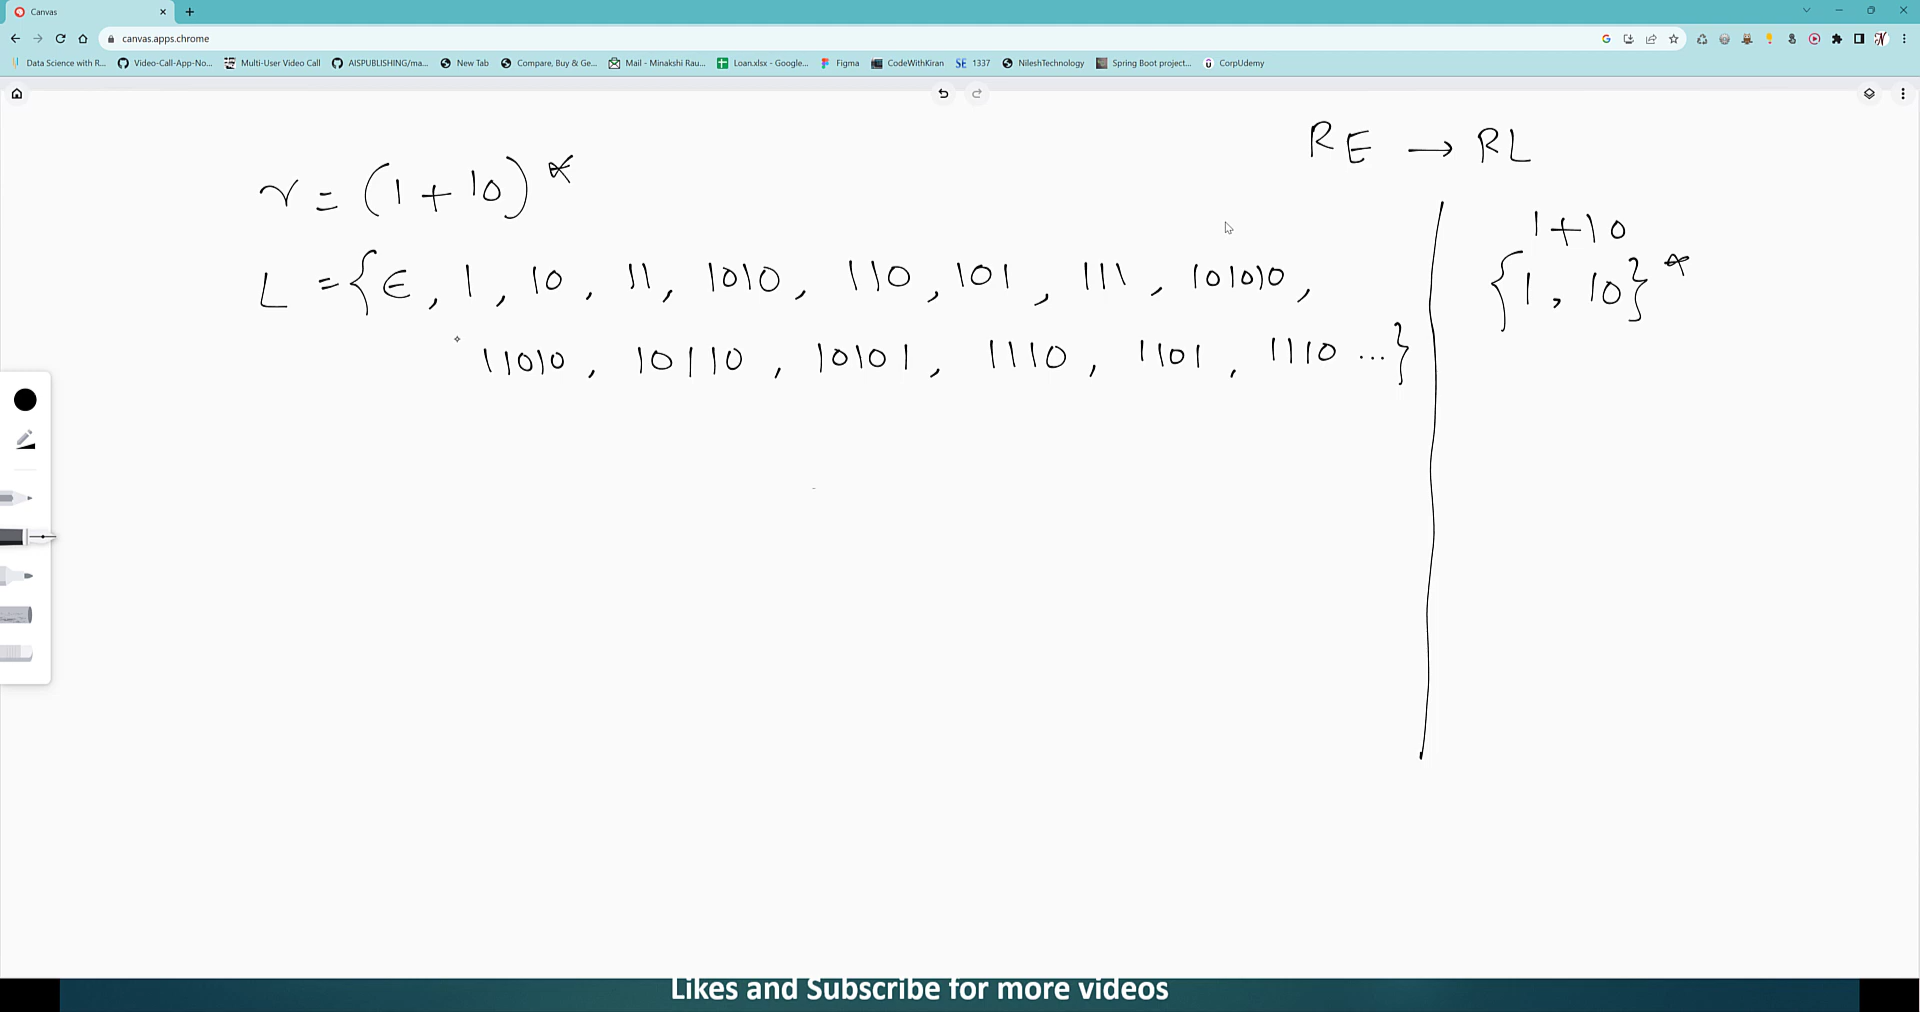 Canvas
canvas.apps.chrome
Data Science with R... Video-Call-App-No... Multi-User Video Call AISPUBLISHING/ma... New Tab Compare, Buy & Ge... Mail - Minakshi Rau... Loan.xlsx - Google... Figma CodeWithKiran SE 1337 NileshTechnology Spring Boot project... CorpUdemy
RE → RL
r = (1 + 10)*
1+10
L = {ϵ, 1, 10, 11, 1010, 110, 101, 111, 101010,
{1, 10}*
11010, 10110, 10101, 1110, 1101, 1110 ...}
Likes and Subscribe for more videos